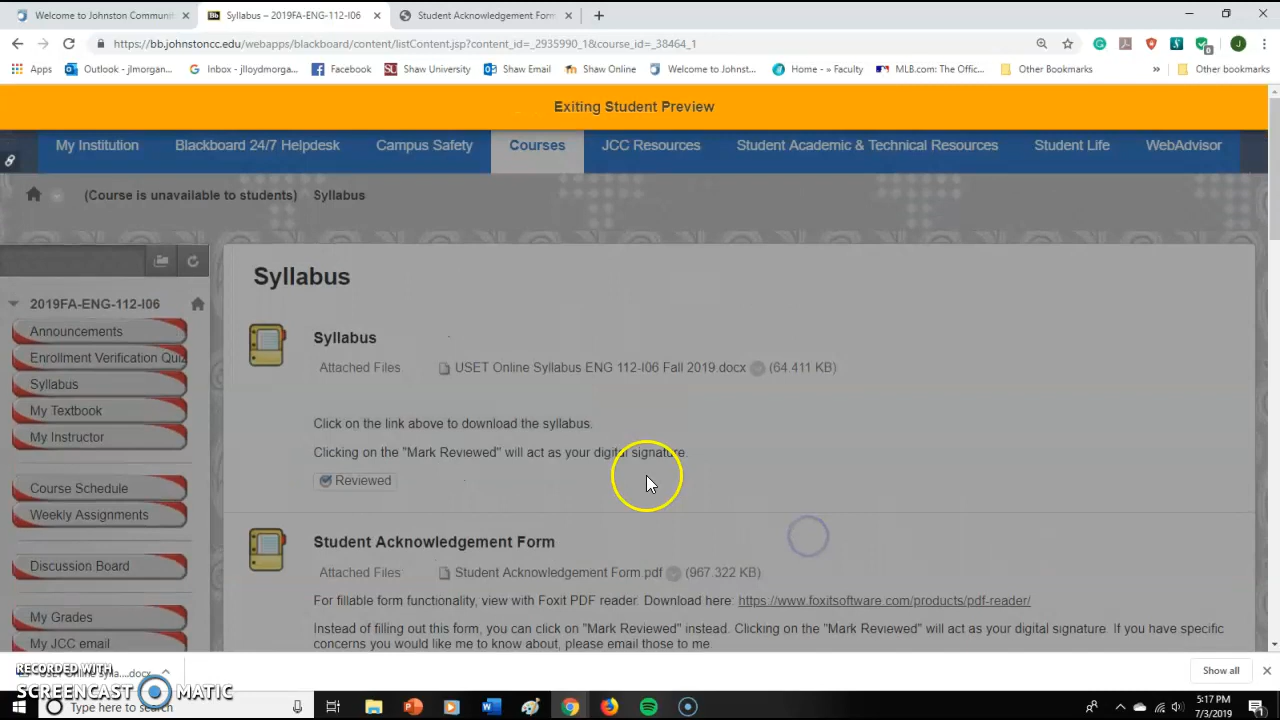 Welcome to Johnston Communi
Syllabus – 2019FA-ENG-112-I06
Student Acknowledgement Form
https://bb.johnstoncc.edu/webapps/blackboard/content/listContent.jsp?content_id=_2935990_1&course_id=_38464_1
Apps
Outlook - jlmorgan...
Inbox - jlloydmorga...
Facebook
Shaw University
Shaw Email
Shaw Online
Welcome to Johnst...
Home - » Faculty
MLB.com: The Offic...
Other Bookmarks
Other bookmarks
Exiting Student Preview
My Institution
Blackboard 24/7 Helpdesk
Campus Safety
Courses
JCC Resources
Student Academic & Technical Resources
Student Life
WebAdvisor
(Course is unavailable to students)
Syllabus
2019FA-ENG-112-I06
Announcements
Enrollment Verification Quiz
Syllabus
My Textbook
My Instructor
Course Schedule
Weekly Assignments
Discussion Board
My Grades
My JCC email
Syllabus
Syllabus
Attached Files: USET Online Syllabus ENG 112-I06 Fall 2019.docx (64.411 KB)
Click on the link above to download the syllabus.
Clicking on the "Mark Reviewed" will act as your digital signature.
Reviewed
Student Acknowledgement Form
Attached Files: Student Acknowledgement Form.pdf (967.322 KB)
For fillable form functionality, view with Foxit PDF reader. Download here: https://www.foxitsoftware.com/products/pdf-reader/
Instead of filling out this form, you can click on "Mark Reviewed" instead. Clicking on the "Mark Reviewed" will act as your digital signature. If you have specific
concerns you would like me to know about, please email those to me.
USET Online Sylla....docx
Show all
RECORDED WITH
SCREENCAST MATIC
Type here to search
5:17 PM
7/3/2019